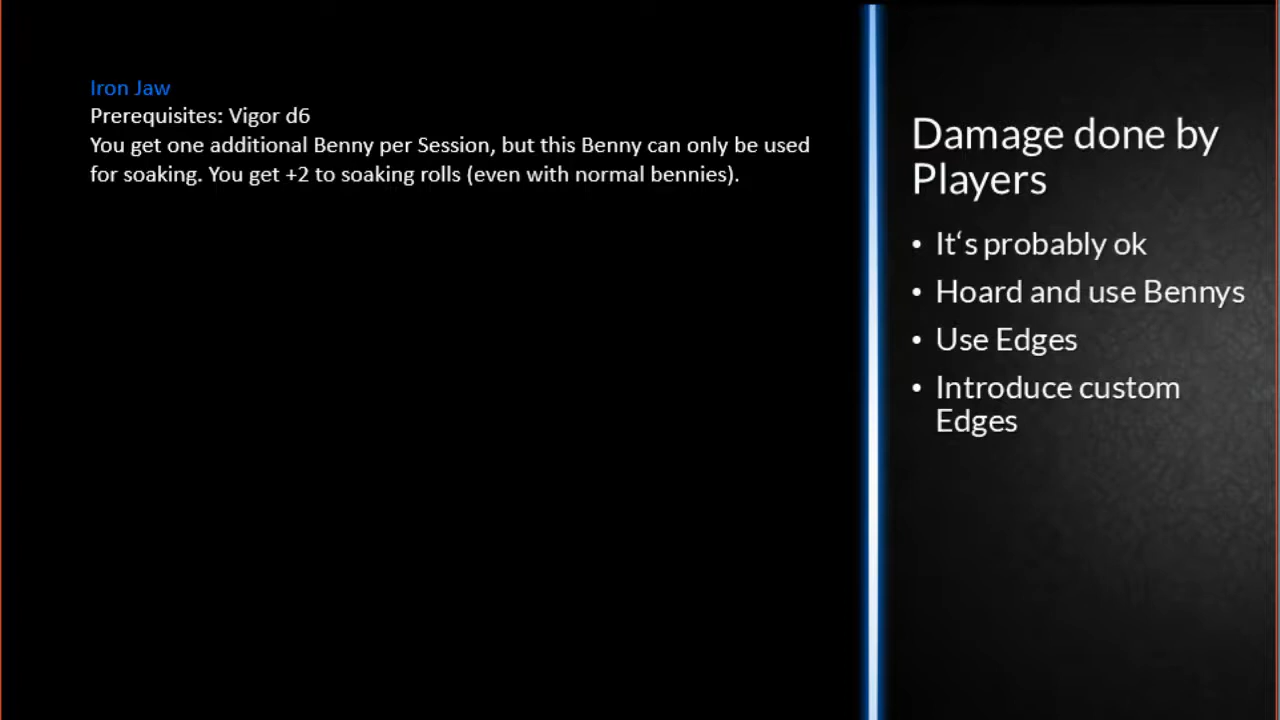 Iron Jaw
Prerequisites: Vigor d6
You get one additional Benny per Session, but this Benny can only be used
for soaking. You get +2 to soaking rolls (even with normal bennies).
Damage done by
Players
• It‘s probably ok
• Hoard and use Bennys
• Use Edges
• Introduce custom
Edges